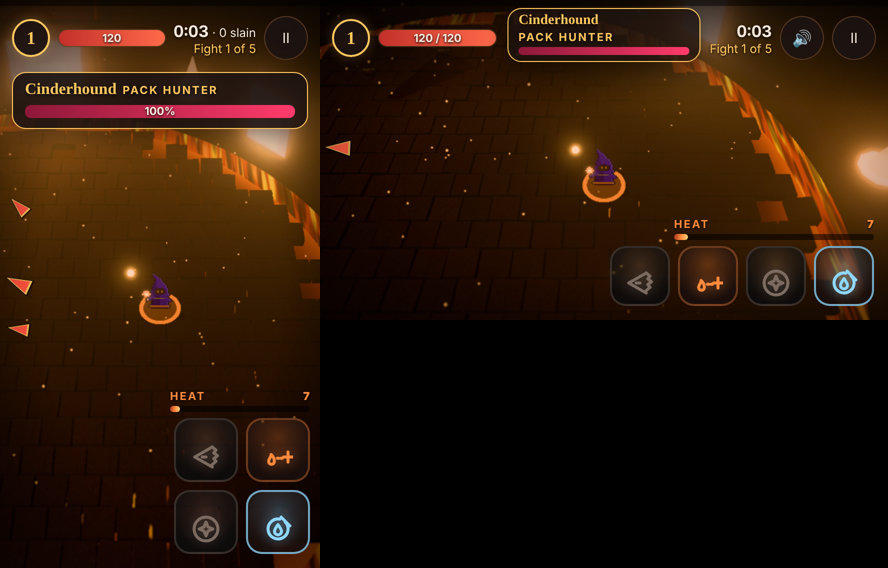 1
120
0:03 · 0 slain
Fight 1 of 5
Cinderhound PACK HUNTER
100%
HEAT 7
1
120 / 120
Cinderhound
PACK HUNTER
0:03
Fight 1 of 5
HEAT 7